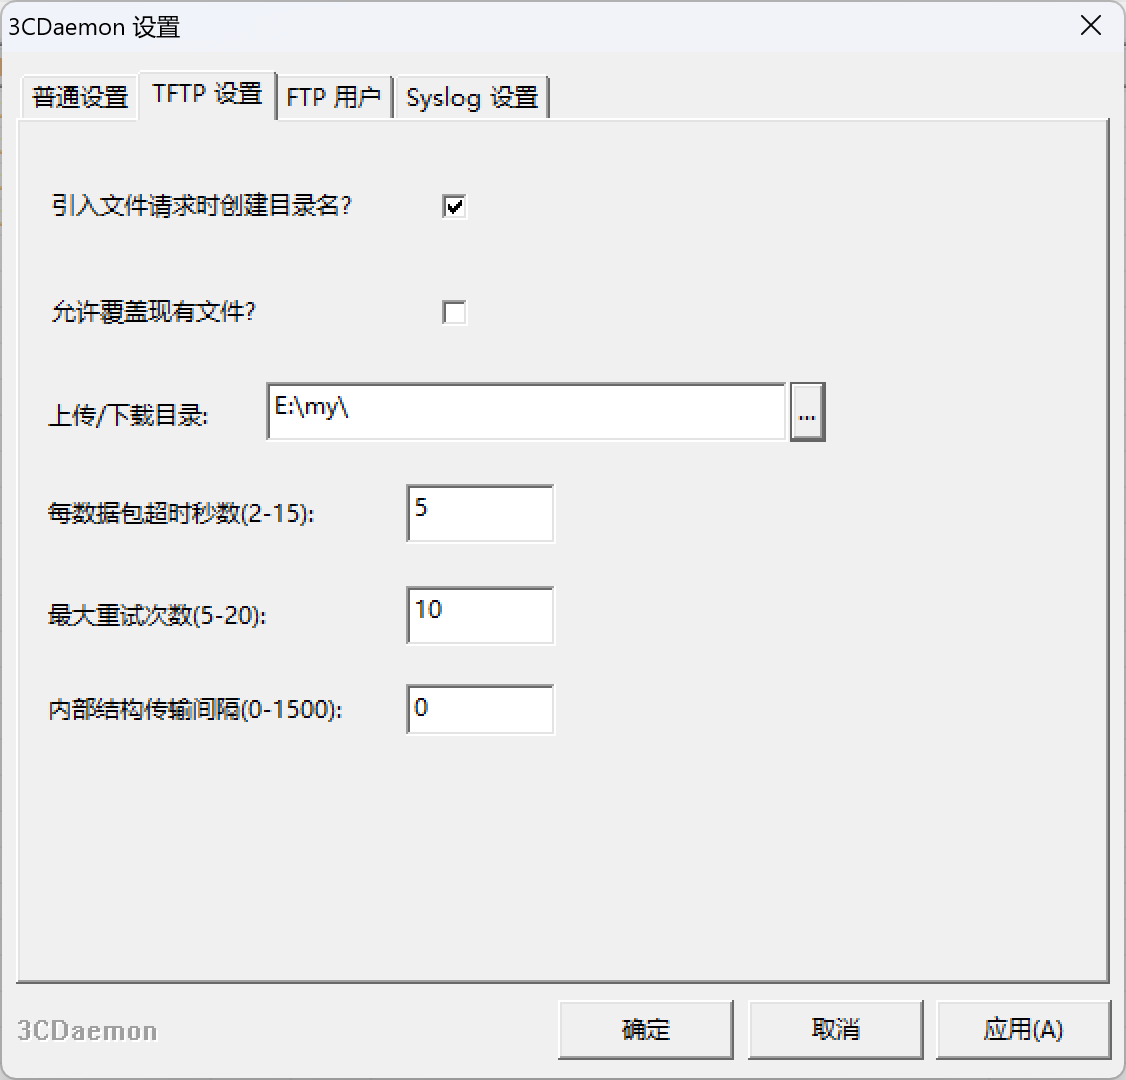 3CDaemon 设置
普通设置 TFTP 设置 FTP 用户 Syslog 设置
引入文件请求时创建目录名?
允许覆盖现有文件?
上传/下载目录: E:\my\ ...
每数据包超时秒数(2-15): 5
最大重试次数(5-20): 10
内部结构传输间隔(0-1500): 0
3CDaemon 确定 取消 应用(A)